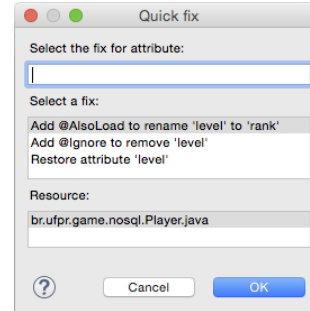 Quick fix
Select the fix for attribute:
Select a fix:
Add @AlsoLoad to rename 'level' to 'rank'
Add @Ignore to remove 'level'
Restore attribute 'level'
Resource:
br.ufpr.game.nosql.Player.java
?
Cancel
OK